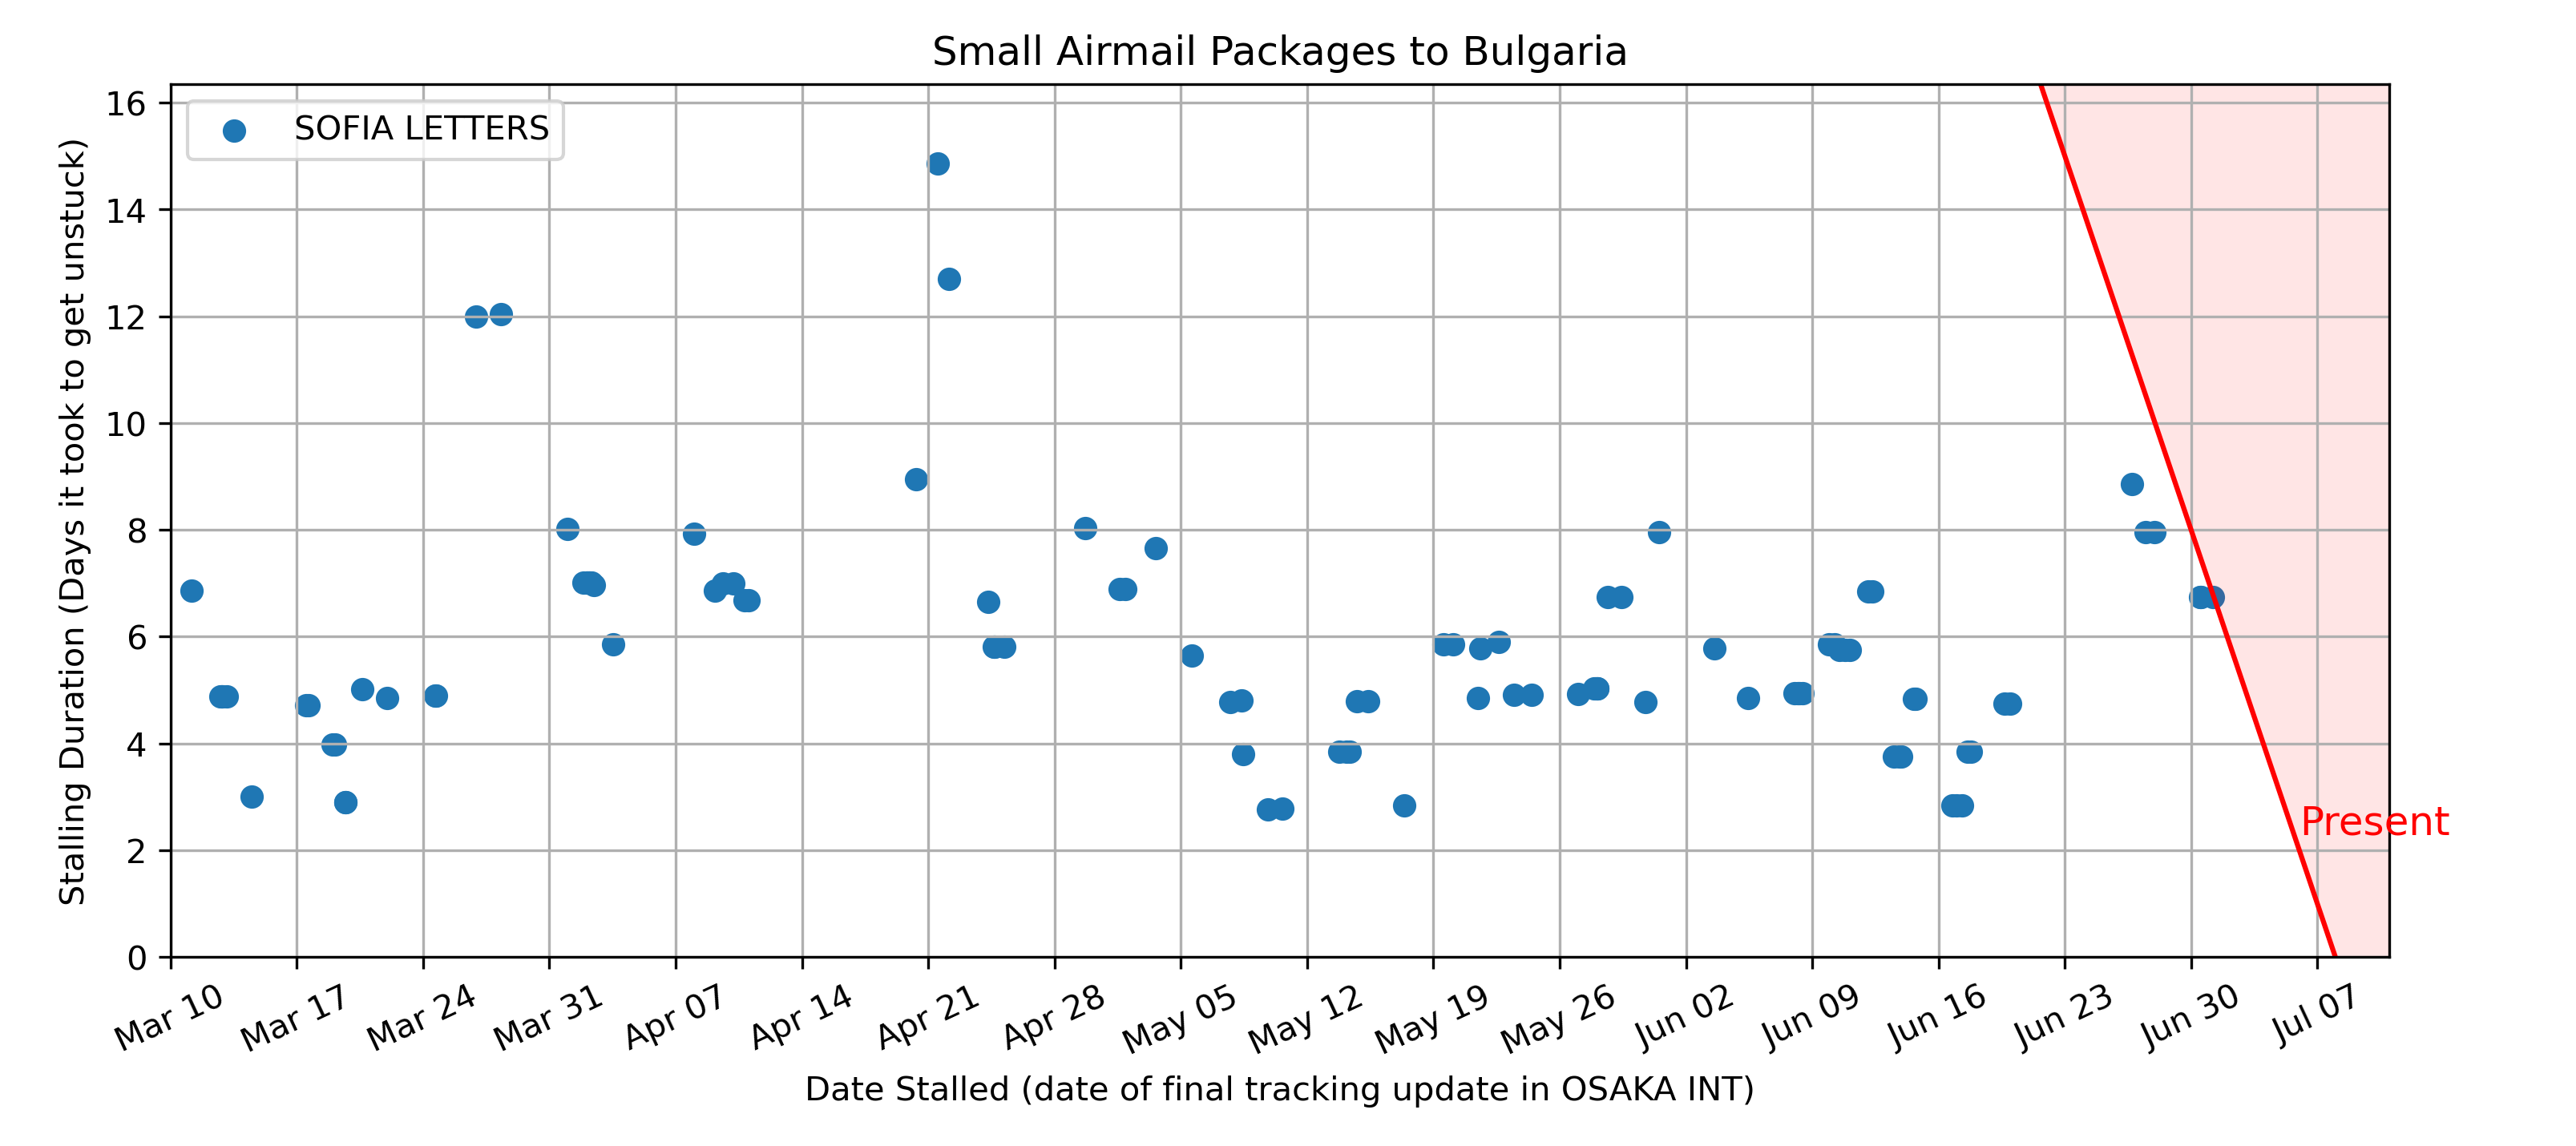 Small Airmail Packages to Bulgaria
SOFIA LETTERS
Stalling Duration (Days it took to get unstuck)
16
14
12
10
8
6
4
2
0
Present
Mar 10
Mar 17
Mar 24
Mar 31
Apr 07
Apr 14
Apr 21
Apr 28
May 05
May 12
May 19
May 26
Jun 02
Jun 09
Jun 16
Jun 23
Jun 30
Jul 07
Date Stalled (date of final tracking update in OSAKA INT)